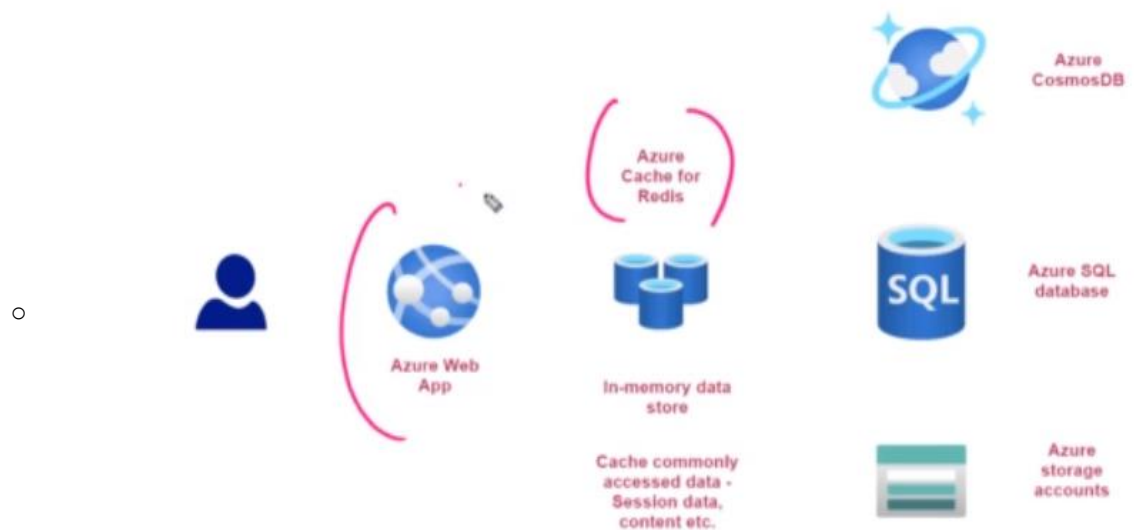 Azure
CosmosDB
Azure
Cache for
Redis
SQL
Azure SQL
database
Azure Web
App
In-memory data
store
Cache commonly
accessed data -
Session data,
content etc.
Azure
storage
accounts